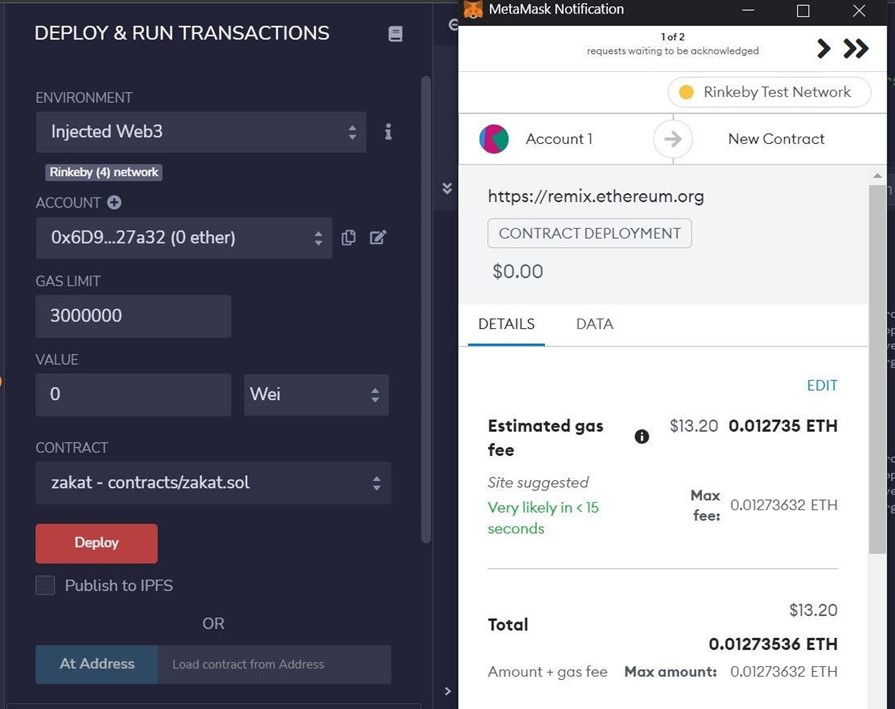 DEPLOY & RUN TRANSACTIONS
ENVIRONMENT
Injected Web3
Rinkeby (4) network
ACCOUNT
0x6D9...27a32 (0 ether)
GAS LIMIT
3000000
VALUE
0
Wei
CONTRACT
zakat - contracts/zakat.sol
Deploy
Publish to IPFS
OR
At Address
Load contract from Address
MetaMask Notification
1 of 2
requests waiting to be acknowledged
Rinkeby Test Network
Account 1
New Contract
https://remix.ethereum.org
CONTRACT DEPLOYMENT
$0.00
DETAILS
DATA
EDIT
Estimated gas
fee
$13.20 0.012735 ETH
Site suggested
Very likely in < 15
seconds
Max
fee:
0.01273632 ETH
$13.20
Total
0.01273536 ETH
Amount + gas fee
Max amount: 0.01273632 ETH